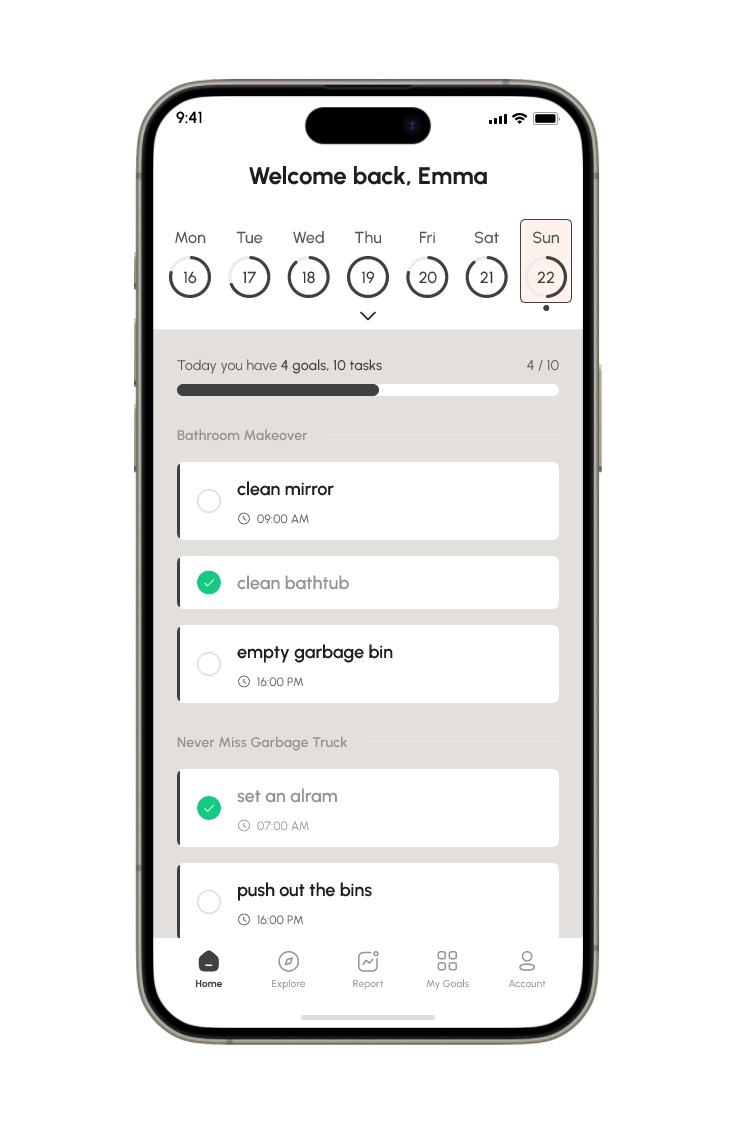 9:41
Welcome back, Emma
Mon Tue Wed Thu Fri Sat Sun
16 17 18 19 20 21 22
Today you have 4 goals, 10 tasks 4 / 10
Bathroom Makeover
clean mirror
09:00 AM
clean bathtub
empty garbage bin
16:00 PM
Never Miss Garbage Truck
set an alram
07:00 AM
push out the bins
16:00 PM
Home Explore Report My Goals Account